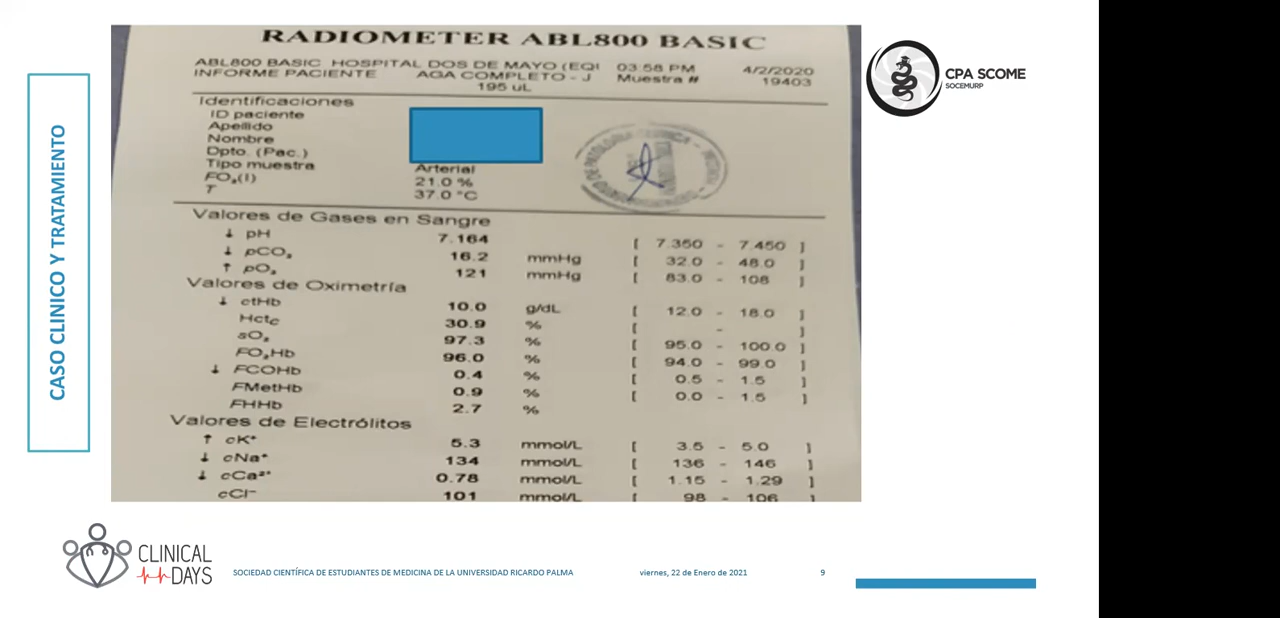 RADIOMETER ABL800 BASIC
ABL800 BASIC HOSPITAL DOS DE MAYO (EQI 03:58 PM 4/2/2020
INFORME PACIENTE AGA COMPLETO - J Muestra # 19403
195 uL
Identificaciones
ID paciente
Apellido
Nombre
Dpto. (Pac.)
Tipo muestra Arterial
FO₂(I) 21.0 %
T 37.0 °C
Valores de Gases en Sangre
↓ pH 7.164 [ 7.350 - 7.450 ]
↓ pCO₂ 16.2 mmHg [ 32.0 - 48.0 ]
↑ pO₂ 121 mmHg [ 83.0 - 108 ]
Valores de Oximetría
↓ ctHb 10.0 g/dL [ 12.0 - 18.0 ]
Hctc 30.9 % [ - ]
sO₂ 97.3 % [ 95.0 - 100.0 ]
FO₂Hb 96.0 % [ 94.0 - 99.0 ]
↓ FCOHb 0.4 % [ 0.5 - 1.5 ]
FMetHb 0.9 % [ 0.0 - 1.5 ]
FHHb 2.7 %
Valores de Electrólitos
↑ cK⁺ 5.3 mmol/L [ 3.5 - 5.0 ]
↓ cNa⁺ 134 mmol/L [ 136 - 146 ]
↓ cCa²⁺ 0.78 mmol/L [ 1.15 - 1.29 ]
cCl⁻ 101 mmol/L [ 98 - 106 ]
CASO CLINICO Y TRATAMIENTO
CPA SCOME
SOCEMURP
CLINICAL
DAYS
SOCIEDAD CIENTÍFICA DE ESTUDIANTES DE MEDICINA DE LA UNIVERSIDAD RICARDO PALMA viernes, 22 de Enero de 2021 9